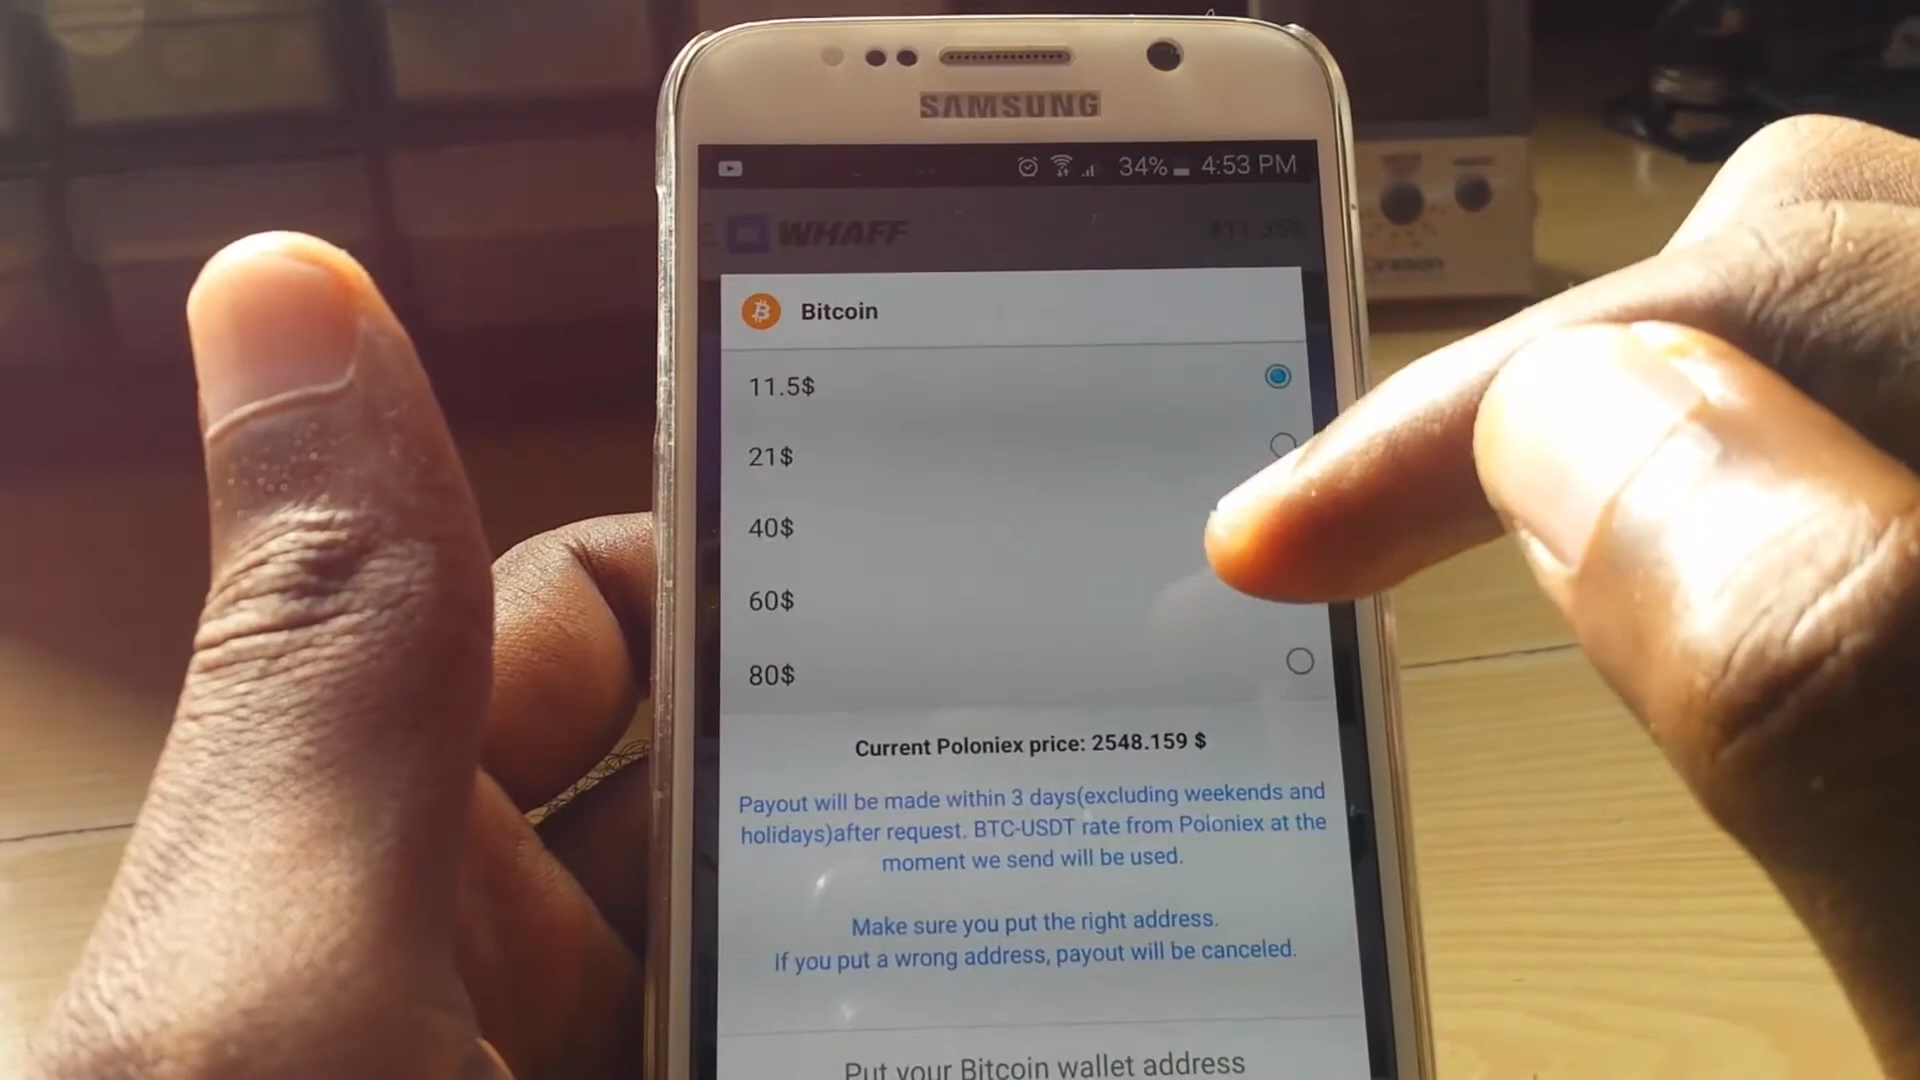 SAMSUNG
34% 4:53 PM
WHAFF
Bitcoin
11.5$
21$
40$
60$
80$
Current Poloniex price: 2548.159 $
Payout will be made within 3 days(excluding weekends and
holidays)after request. BTC-USDT rate from Poloniex at the
moment we send will be used.
Make sure you put the right address.
If you put a wrong address, payout will be canceled.
Put your Bitcoin wallet address